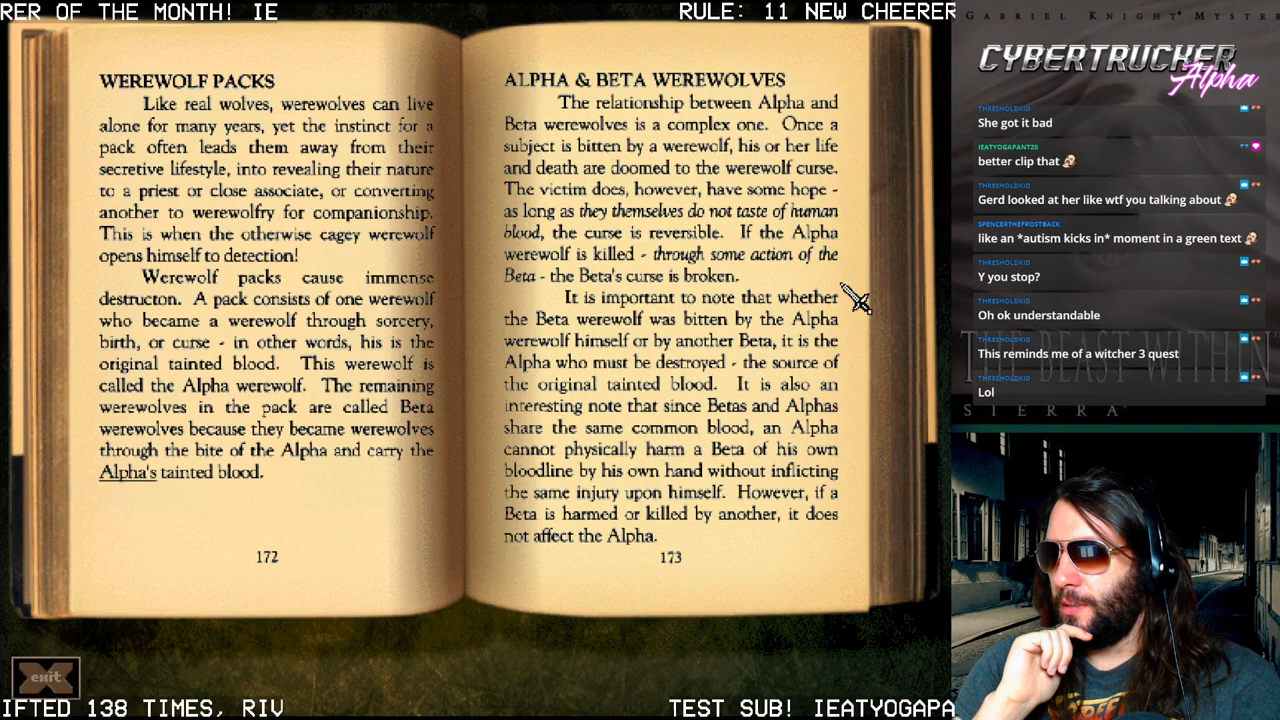 RER OF THE MONTH! IE
RULE: 11 NEW CHEERER
WEREWOLF PACKS
Like real wolves, werewolves can live
alone for many years, yet the instinct for a
pack often leads them away from their
secretive lifestyle, into revealing their nature
to a priest or close associate, or converting
another to werewolfry for companionship.
This is when the otherwise cagey werewolf
opens himself to detection!
Werewolf packs cause immense
destructon. A pack consists of one werewolf
who became a werewolf through sorcery,
birth, or curse - in other words, his is the
original tainted blood. This werewolf is
called the Alpha werewolf. The remaining
werewolves in the pack are called Beta
werewolves because they became werewolves
through the bite of the Alpha and carry the
Alpha's tainted blood.
172
ALPHA & BETA WEREWOLVES
The relationship between Alpha and
Beta werewolves is a complex one. Once a
subject is bitten by a werewolf, his or her life
and death are doomed to the werewolf curse.
The victim does, however, have some hope -
as long as they themselves do not taste of human
blood, the curse is reversible. If the Alpha
werewolf is killed - through some action of the
Beta - the Beta's curse is broken.
It is important to note that whether
the Beta werewolf was bitten by the Alpha
werewolf himself or by another Beta, it is the
Alpha who must be destroyed - the source of
the original tainted blood. It is also an
interesting note that since Betas and Alphas
share the same common blood, an Alpha
cannot physically harm a Beta of his own
bloodline by his own hand without inflicting
the same injury upon himself. However, if a
Beta is harmed or killed by another, it does
not affect the Alpha.
173
exit
IFTED 138 TIMES, RIV
TEST SUB! IEATYOGAPA
GABRIEL KNIGHT MYSTER
CYBERTRUCKER
Alpha
THRESHOLDKID
She got it bad
IEATYOGAPANTZ0
better clip that
THRESHOLDKID
Gerd looked at her like wtf you talking about
SPENCERTHEFROSTBACK
like an *autism kicks in* moment in a green text
THRESHOLDKID
Y you stop?
THRESHOLDKID
Oh ok understandable
THRESHOLDKID
This reminds me of a witcher 3 quest
THRESHOLDKID
Lol
THE BEAST WITHIN
SIERRA